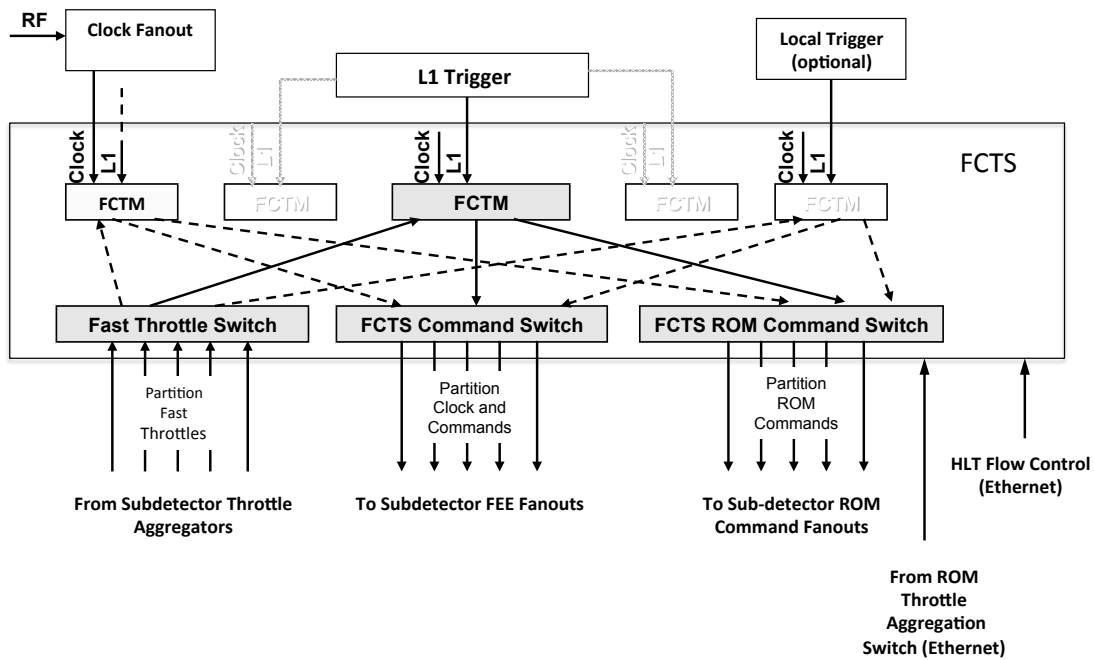 RF
Clock Fanout
L1 Trigger
Local Trigger
(optional)
FCTS
Clock
L1
Clock
L1
Clock
L1
Clock
L1
Clock
L1
FCTM
FCTM
FCTM
FCTM
FCTM
Fast Throttle Switch
FCTS Command Switch
FCTS ROM Command Switch
Partition
Fast
Throttles
Partition
Clock and
Commands
Partition
ROM
Commands
From Subdetector Throttle
Aggregators
To Subdetector FEE Fanouts
To Sub-detector ROM
Command Fanouts
HLT Flow Control
(Ethernet)
From ROM
Throttle
Aggregation
Switch (Ethernet)